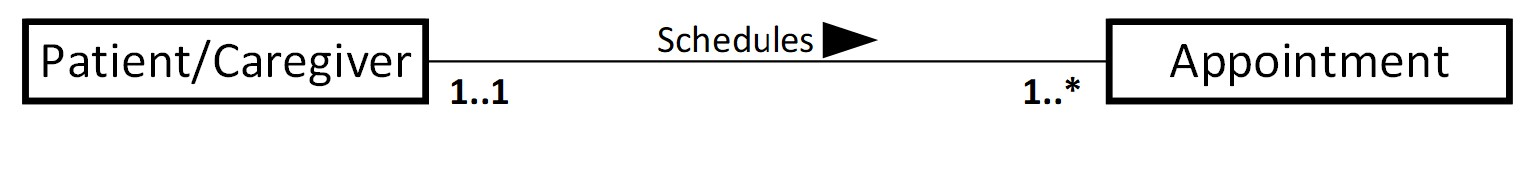 Schedules
Patient/Caregiver
Appointment
1..1
1..*